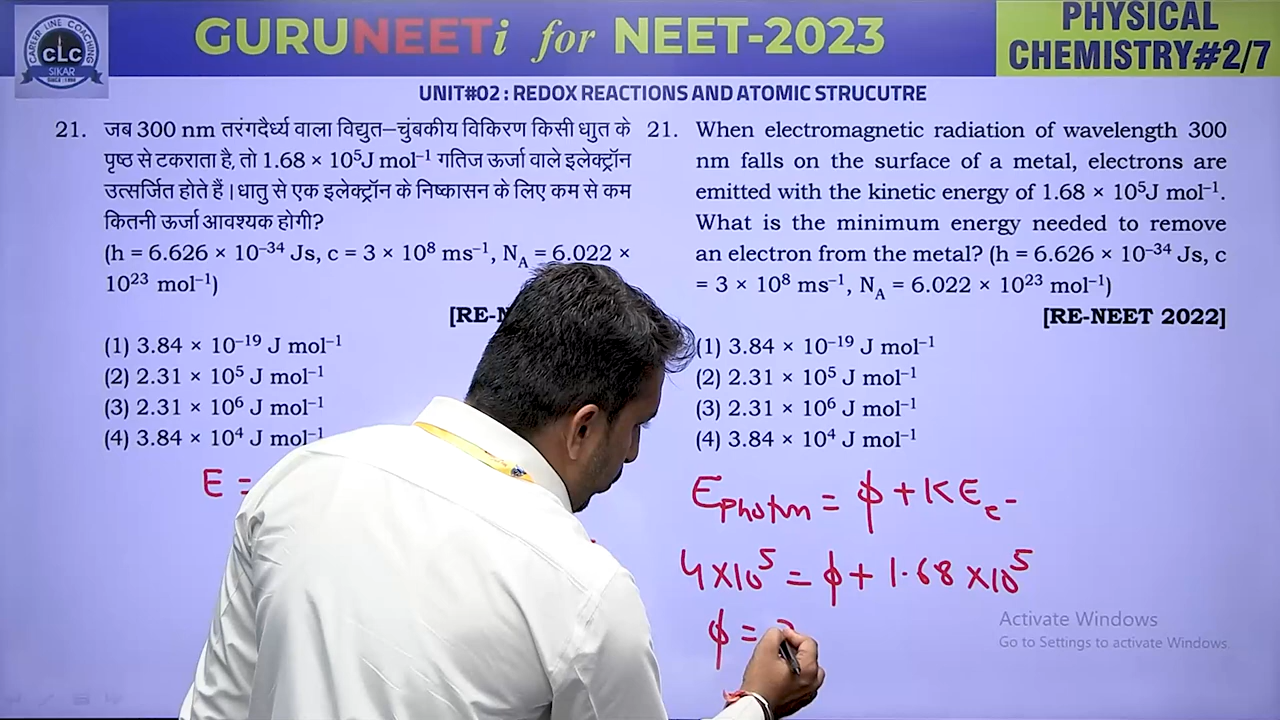 CAREER LINE COACHING
CLC
SIKAR
SINCE : 1996
GURUNEETi for NEET-2023
PHYSICAL
CHEMISTRY#2/7
UNIT#02 : REDOX REACTIONS AND ATOMIC STRUCUTRE
21. जब 300 nm तरंगदैर्ध्य वाला विद्युत–चुंबकीय विकिरण किसी धाुत के
पृष्ठ से टकराता है, तो 1.68 × 10⁵J mol⁻¹ गतिज ऊर्जा वाले इलेक्ट्रॉन
उत्सर्जित होते हैं। धातु से एक इलेक्ट्रॉन के निष्कासन के लिए कम से कम
कितनी ऊर्जा आवश्यक होगी?
(h = 6.626 × 10⁻³⁴ Js, c = 3 × 10⁸ ms⁻¹, N_A = 6.022 ×
10²³ mol⁻¹)
[RE-N
(1) 3.84 × 10⁻¹⁹ J mol⁻¹
(2) 2.31 × 10⁵ J mol⁻¹
(3) 2.31 × 10⁶ J mol⁻¹
(4) 3.84 × 10⁴ J mol⁻¹
E =
21. When electromagnetic radiation of wavelength 300
nm falls on the surface of a metal, electrons are
emitted with the kinetic energy of 1.68 × 10⁵J mol⁻¹.
What is the minimum energy needed to remove
an electron from the metal? (h = 6.626 × 10⁻³⁴ Js, c
= 3 × 10⁸ ms⁻¹, N_A = 6.022 × 10²³ mol⁻¹)
[RE-NEET 2022]
(1) 3.84 × 10⁻¹⁹ J mol⁻¹
(2) 2.31 × 10⁵ J mol⁻¹
(3) 2.31 × 10⁶ J mol⁻¹
(4) 3.84 × 10⁴ J mol⁻¹
E_Photon = ϕ + KE_e-
4×10⁵ = ϕ + 1.68 ×10⁵
ϕ =
Activate Windows
Go to Settings to activate Windows.